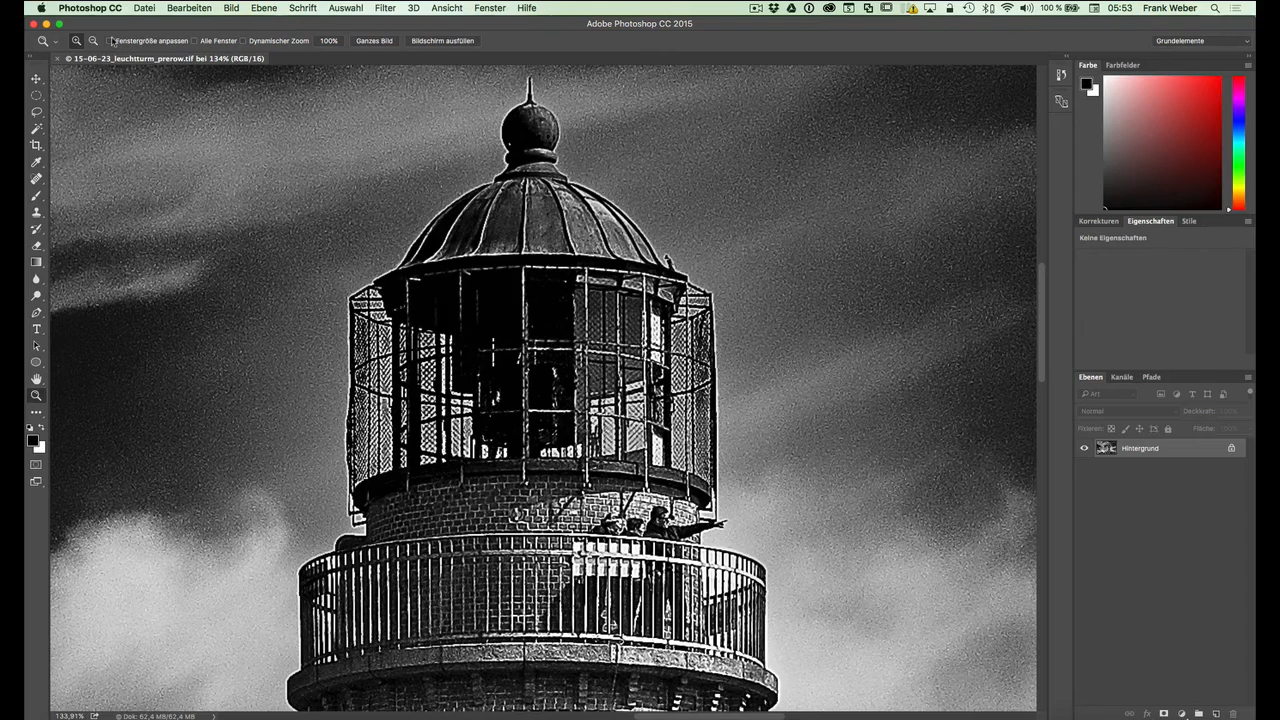 Photoshop CC Datei Bearbeiten Bild Ebene Schrift Auswahl Filter 3D Ansicht Fenster Hilfe 100 % 05:53 Frank Weber
Adobe Photoshop CC 2015
Fenstergröße anpassen Alle Fenster Dynamischer Zoom 100% Ganzes Bild Bildschirm ausfüllen Grundelemente
© 15-06-23_leuchtturm_prerow.tif bei 134% (RGB/16)
Farbe Farbfelder
Korrekturen Eigenschaften Stile
Keine Eigenschaften
Ebenen Kanäle Pfade
Art
Normal Deckkraft: 100%
Fixieren: Fläche: 100%
Hintergrund
133,91% Dok: 62,4 MB/62,4 MB